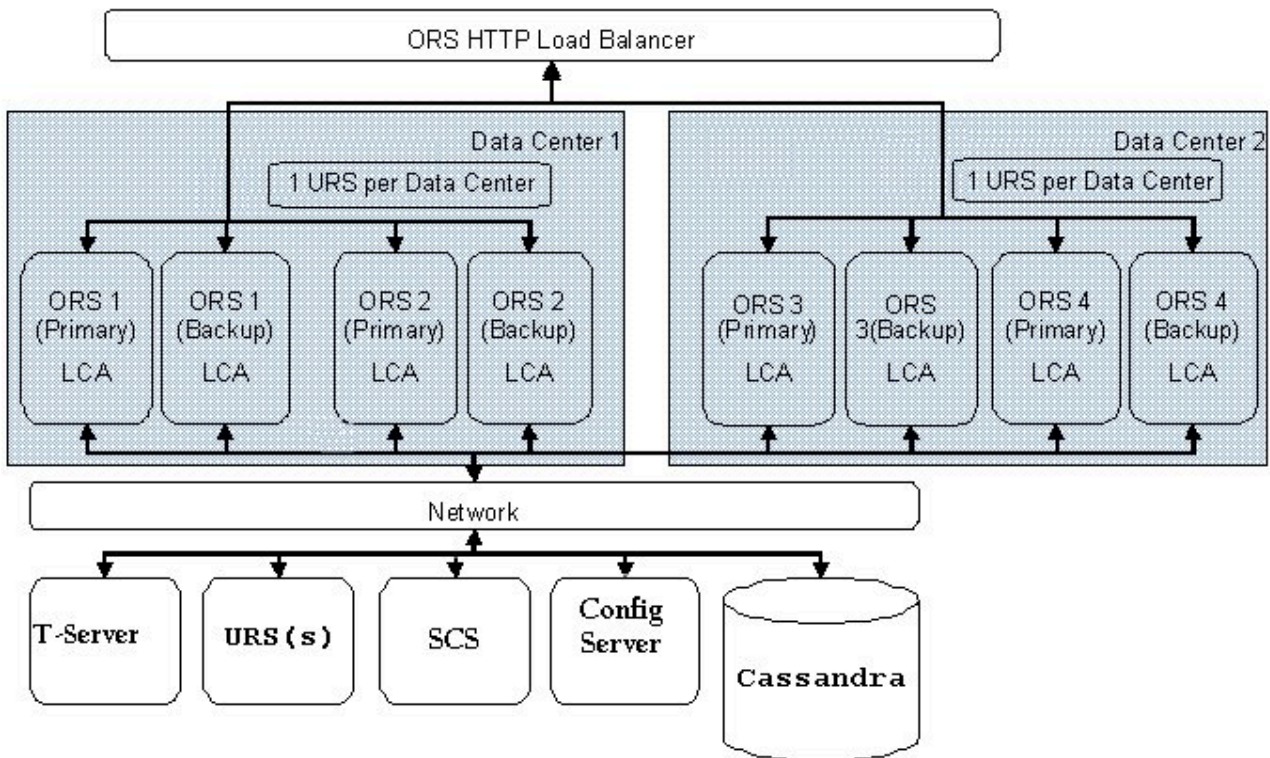 ORS HTTP Load Balancer
Data Center 1
Data Center 2
1 URS per Data Center
1 URS per Data Center
ORS 1
(Primary)
LCA
ORS 1
(Backup)
LCA
ORS 2
(Primary)
LCA
ORS 2
(Backup)
LCA
ORS 3
(Primary)
LCA
ORS
3(Backup)
LCA
ORS 4
(Primary)
LCA
ORS 4
(Backup)
LCA
Network
T-Server
URS(s)
SCS
Config
Server
Cassandra